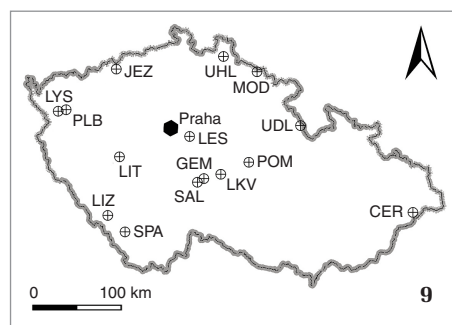 JEZ
UHL
MOD
LYS
PLB
Praha
LES
UDL
LIT
GEM
POM
SAL
LKV
LIZ
SPA
CER
0 100 km
9